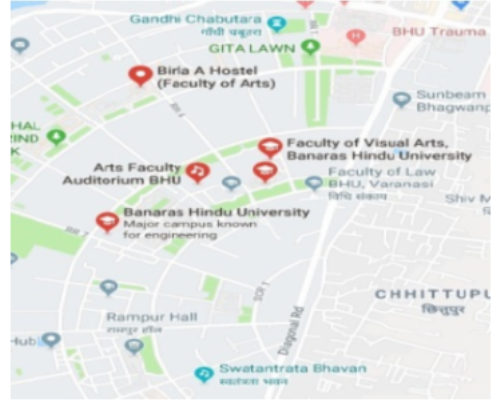 Gandhi Chabutara
गाँधी चबूतरा
GITA LAWN
BHU Trauma
Birla A Hostel
(Faculty of Arts)
Sunbeam
Bhagwanp
HAL
IND
K
Faculty of Visual Arts,
Banaras Hindu University
Arts Faculty
Auditorium BHU
Faculty of Law
BHU, Varanasi
विधि संकाय
Shiv M
Banaras Hindu University
Major campus known
for engineering
CHHITTUPU
छित्तुपुर
Rampur Hall
रामपुर हॉल
Diagonal Rd
Hub
Swatantrata Bhavan
स्वतंत्रता भवन